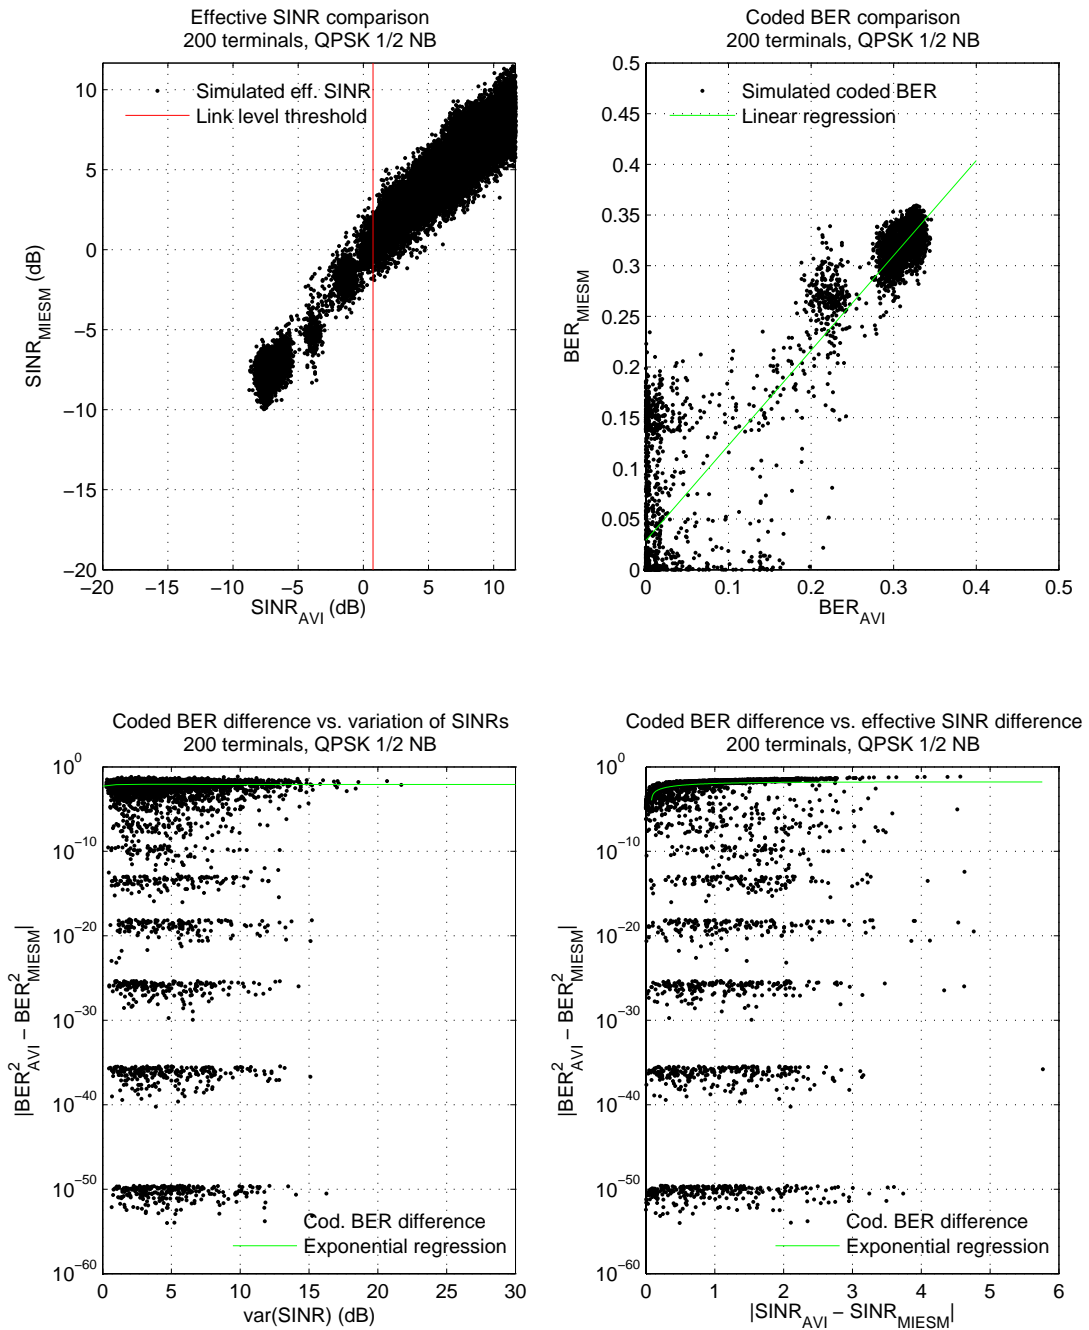 Effective SINR comparison
200 terminals, QPSK 1/2 NB
10
5
0
−5
−10
−15
−20
SINR_MIESM (dB)
Simulated eff. SINR
Link level threshold
−20 −15 −10 −5 0 5 10
SINR_AVI (dB)
Coded BER comparison
200 terminals, QPSK 1/2 NB
0.5
0.45
0.4
0.35
0.3
0.25
0.2
0.15
0.1
0.05
0
BER_MIESM
Simulated coded BER
Linear regression
0 0.1 0.2 0.3 0.4 0.5
BER_AVI
Coded BER difference vs. variation of SINRs
200 terminals, QPSK 1/2 NB
10^0
10^−10
10^−20
10^−30
10^−40
10^−50
10^−60
|BER^2_AVI − BER^2_MIESM|
Cod. BER difference
Exponential regression
0 5 10 15 20 25 30
var(SINR) (dB)
Coded BER difference vs. effective SINR difference
200 terminals, QPSK 1/2 NB
10^0
10^−10
10^−20
10^−30
10^−40
10^−50
10^−60
|BER^2_AVI − BER^2_MIESM|
Cod. BER difference
Exponential regression
0 1 2 3 4 5 6
|SINR_AVI − SINR_MIESM|